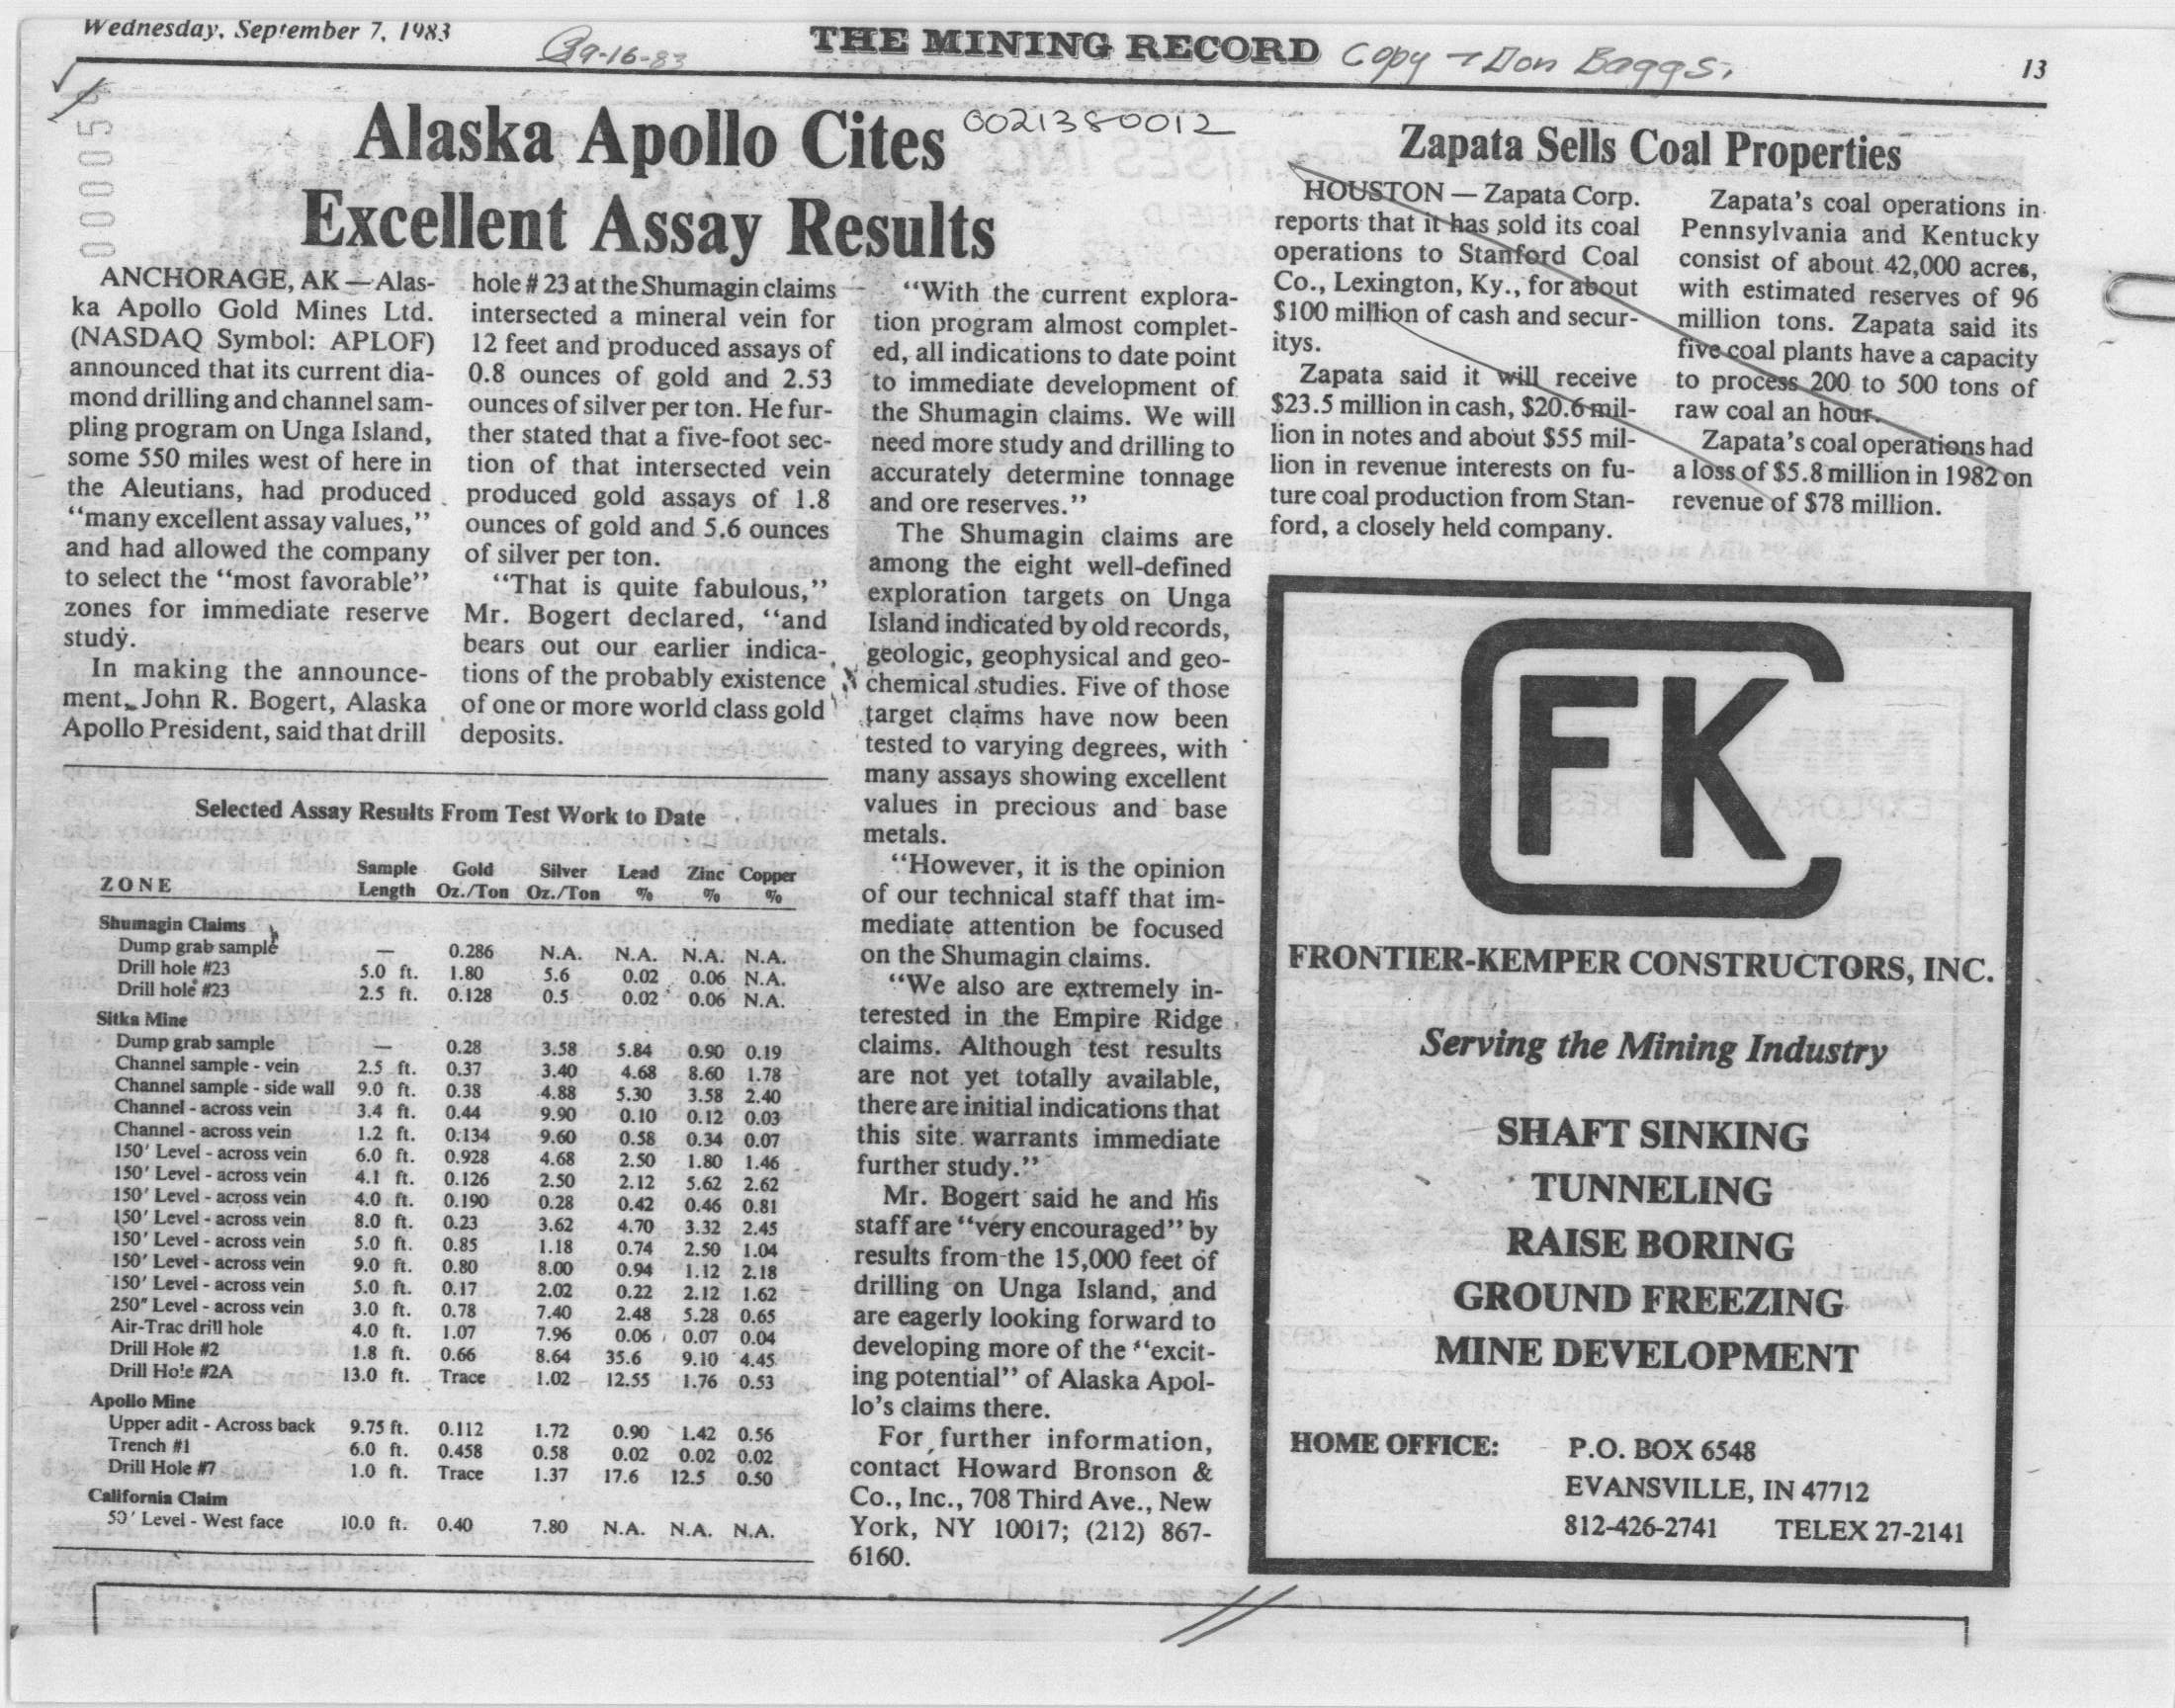 Wednesday, September 7, 1983
9-16-83
THE MINING RECORD
Copy → Don Baggs.
13
Alaska Apollo Cites
Excellent Assay Results
0021380012
ANCHORAGE, AK — Alas-
ka Apollo Gold Mines Ltd.
(NASDAQ Symbol: APLOF)
announced that its current dia-
mond drilling and channel sam-
pling program on Unga Island,
some 550 miles west of here in
the Aleutians, had produced
“many excellent assay values,”
and had allowed the company
to select the “most favorable”
zones for immediate reserve
study.
In making the announce-
ment, John R. Bogert, Alaska
Apollo President, said that drill
hole # 23 at the Shumagin claims
intersected a mineral vein for
12 feet and produced assays of
0.8 ounces of gold and 2.53
ounces of silver per ton. He fur-
ther stated that a five-foot sec-
tion of that intersected vein
produced gold assays of 1.8
ounces of gold and 5.6 ounces
of silver per ton.
“That is quite fabulous,”
Mr. Bogert declared, “and
bears out our earlier indica-
tions of the probably existence
of one or more world class gold
deposits.
“With the current explora-
tion program almost complet-
ed, all indications to date point
to immediate development of
the Shumagin claims. We will
need more study and drilling to
accurately determine tonnage
and ore reserves.”
The Shumagin claims are
among the eight well-defined
exploration targets on Unga
Island indicated by old records,
geologic, geophysical and geo-
chemical studies. Five of those
target claims have now been
tested to varying degrees, with
many assays showing excellent
values in precious and base
metals.
“However, it is the opinion
of our technical staff that im-
mediate attention be focused
on the Shumagin claims.
“We also are extremely in-
terested in the Empire Ridge
claims. Although test results
are not yet totally available,
there are initial indications that
this site warrants immediate
further study.”
Mr. Bogert said he and his
staff are “very encouraged” by
results from the 15,000 feet of
drilling on Unga Island, and
are eagerly looking forward to
developing more of the “excit-
ing potential” of Alaska Apol-
lo’s claims there.
For further information,
contact Howard Bronson &
Co., Inc., 708 Third Ave., New
York, NY 10017; (212) 867-
6160.
Selected Assay Results From Test Work to Date
ZONE Sample Length Gold Oz./Ton Silver Oz./Ton Lead % Zinc % Copper %
Shumagin Claims
Dump grab sample — 0.286 N.A. N.A. N.A. N.A.
Drill hole #23 5.0 ft. 1.80 5.6 0.02 0.06 N.A.
Drill hole #23 2.5 ft. 0.128 0.5 0.02 0.06 N.A.
Sitka Mine
Dump grab sample — 0.28 3.58 5.84 0.90 0.19
Channel sample - vein 2.5 ft. 0.37 3.40 4.68 8.60 1.78
Channel sample - side wall 9.0 ft. 0.38 4.88 5.30 3.58 2.40
Channel - across vein 3.4 ft. 0.44 9.90 0.10 0.12 0.03
Channel - across vein 1.2 ft. 0.134 9.60 0.58 0.34 0.07
150′ Level - across vein 6.0 ft. 0.928 4.68 2.50 1.80 1.46
150′ Level - across vein 4.1 ft. 0.126 2.50 2.12 5.62 2.62
150′ Level - across vein 4.0 ft. 0.190 0.28 0.42 0.46 0.81
150′ Level - across vein 8.0 ft. 0.23 3.62 4.70 3.32 2.45
150′ Level - across vein 5.0 ft. 0.85 1.18 0.74 2.50 1.04
150′ Level - across vein 9.0 ft. 0.80 8.00 0.94 1.12 2.18
150′ Level - across vein 5.0 ft. 0.17 2.02 0.22 2.12 1.62
250″ Level - across vein 3.0 ft. 0.78 7.40 2.48 5.28 0.65
Air-Trac drill hole 4.0 ft. 1.07 7.96 0.06 0.07 0.04
Drill Hole #2 1.8 ft. 0.66 8.64 35.6 9.10 4.45
Drill Hole #2A 13.0 ft. Trace 1.02 12.55 1.76 0.53
Apollo Mine
Upper adit - Across back 9.75 ft. 0.112 1.72 0.90 1.42 0.56
Trench #1 6.0 ft. 0.458 0.58 0.02 0.02 0.02
Drill Hole #7 1.0 ft. Trace 1.37 17.6 12.5 0.50
California Claim
50′ Level - West face 10.0 ft. 0.40 7.80 N.A. N.A. N.A.
Zapata Sells Coal Properties
HOUSTON — Zapata Corp.
reports that it has sold its coal
operations to Stanford Coal
Co., Lexington, Ky., for about
$100 million of cash and secur-
itys.
Zapata said it will receive
$23.5 million in cash, $20.6 mil-
lion in notes and about $55 mil-
lion in revenue interests on fu-
ture coal production from Stan-
ford, a closely held company.
Zapata’s coal operations in
Pennsylvania and Kentucky
consist of about 42,000 acres,
with estimated reserves of 96
million tons. Zapata said its
five coal plants have a capacity
to process 200 to 500 tons of
raw coal an hour.
Zapata’s coal operations had
a loss of $5.8 million in 1982 on
revenue of $78 million.
FK
FRONTIER-KEMPER CONSTRUCTORS, INC.
Serving the Mining Industry
SHAFT SINKING
TUNNELING
RAISE BORING
GROUND FREEZING
MINE DEVELOPMENT
HOME OFFICE: P.O. BOX 6548
EVANSVILLE, IN 47712
812-426-2741 TELEX 27-2141